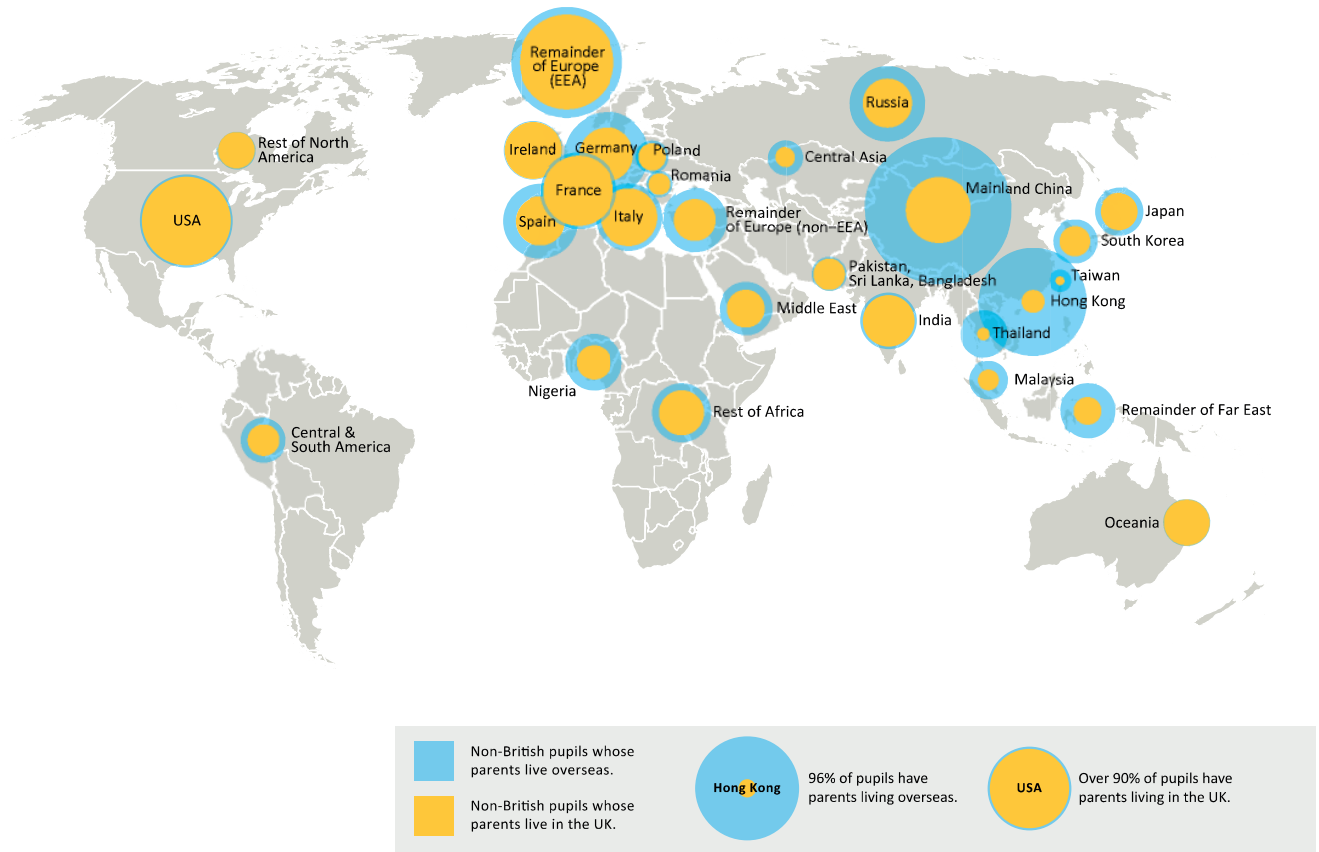 Remainder
of Europe
(EEA)
Russia
Rest of North
America
Ireland
Germany
Poland
Central Asia
Romania
Mainland China
France
USA
Spain
Italy
Remainder
of Europe (non–EEA)
Japan
South Korea
Pakistan,
Sri Lanka, Bangladesh
Taiwan
Hong Kong
Middle East
India
Thailand
Nigeria
Malaysia
Rest of Africa
Remainder of Far East
Central &
South America
Oceania
Non-British pupils whose
parents live overseas.
Non-British pupils whose
parents live in the UK.
Hong Kong
96% of pupils have
parents living overseas.
USA
Over 90% of pupils have
parents living in the UK.